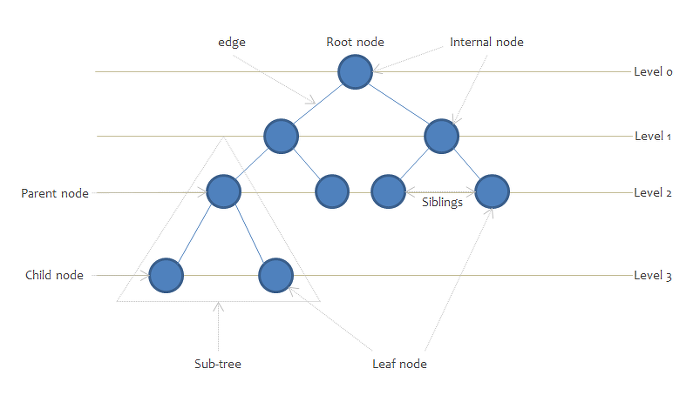 edge
Root node
Internal node
Level 0
Level 1
Parent node
Level 2
Siblings
Child node
Level 3
Sub-tree
Leaf node